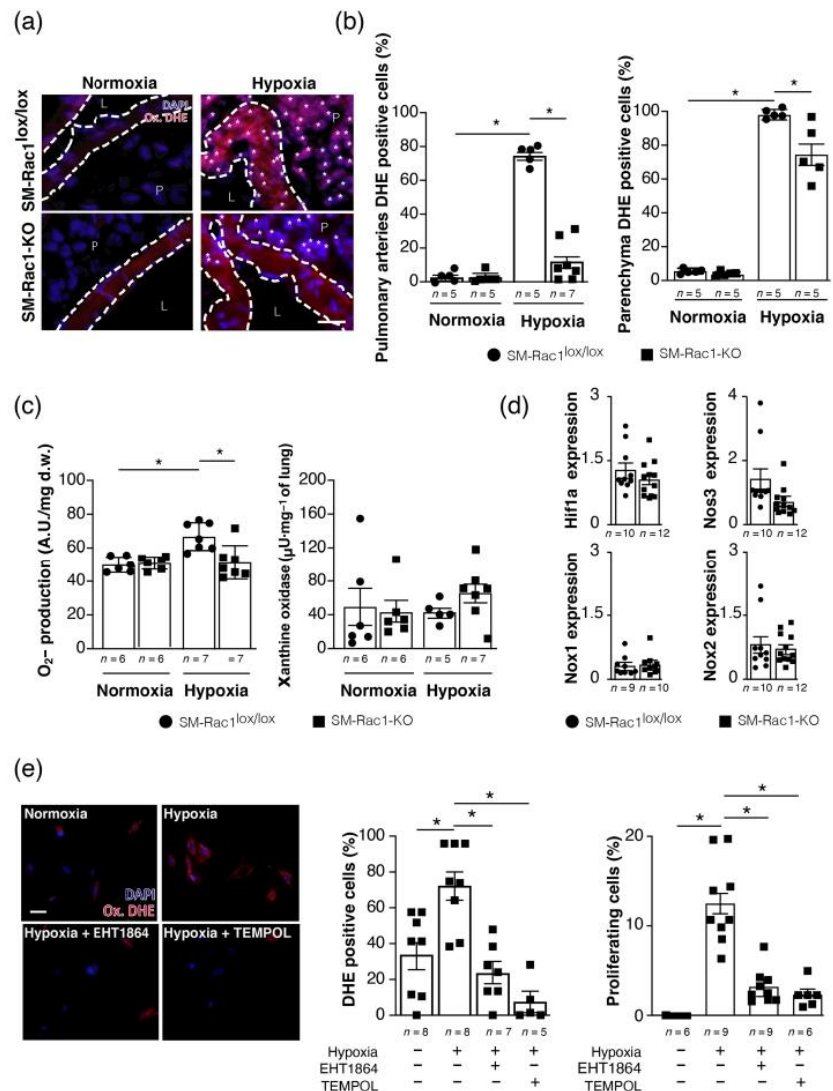 (a)
Normoxia
Hypoxia
SM-Rac1lox/lox
L
DAPI
Ox. DHE
P
P
L
SM-Rac1-KO
P
L
P
L
(b)
Pulmonary arteries DHE positive cells (%)
100
80
60
40
20
0
*
*
n = 5
n = 5
n = 5
n = 7
Normoxia
Hypoxia
Parenchyma DHE positive cells (%)
100
80
60
40
20
0
*
*
n = 5
n = 5
n = 5
n = 5
Normoxia
Hypoxia
SM-Rac1lox/lox
SM-Rac1-KO
(c)
O2− production (A.U./mg d.w.)
100
80
60
40
20
0
*
*
n = 6
n = 6
n = 7
= 7
Normoxia
Hypoxia
Xanthine oxidase (µU·mg−1 of lung)
200
160
120
80
40
0
n = 6
n = 6
n = 5
n = 7
Normoxia
Hypoxia
SM-Rac1lox/lox
SM-Rac1-KO
(d)
Hif1a expression
3
1.5
0
n = 10
n = 12
Nos3 expression
4
2
0
n = 10
n = 12
Nox1 expression
3
1.5
0
n = 9
n = 10
Nox2 expression
3
1.5
0
n = 10
n = 12
SM-Rac1lox/lox
SM-Rac1-KO
(e)
Normoxia
DAPI
Ox. DHE
Hypoxia
Hypoxia + EHT1864
Hypoxia + TEMPOL
DHE positive cells (%)
100
80
60
40
20
0
*
*
*
n = 8
n = 8
n = 7
n = 5
Hypoxia − + + +
EHT1864 − − + −
TEMPOL − − − +
Proliferating cells (%)
20
10
0
*
*
*
n = 6
n = 9
n = 9
n = 6
Hypoxia − + + +
EHT1864 − − + −
TEMPOL − − − +